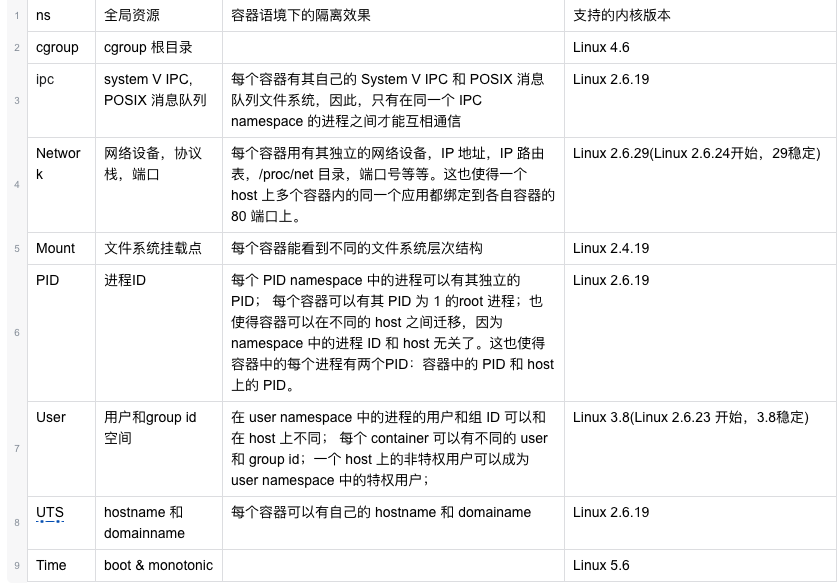 1 ns 全局资源 容器语境下的隔离效果 支持的内核版本
2 cgroup cgroup 根目录 Linux 4.6
3 ipc system V IPC, 每个容器有其自己的 System V IPC 和 POSIX 消息 Linux 2.6.19
POSIX 消息队列 队列文件系统，因此，只有在同一个 IPC
namespace 的进程之间才能互相通信
4 Networ 网络设备，协议 每个容器用有其独立的网络设备，IP 地址，IP 路由 Linux 2.6.29(Linux 2.6.24开始，29稳定)
k 栈，端口 表，/proc/net 目录，端口号等等。这也使得一个
host 上多个容器内的同一个应用都绑定到各自容器的
80 端口上。
5 Mount 文件系统挂载点 每个容器能看到不同的文件系统层次结构 Linux 2.4.19
6 PID 进程ID 每个 PID namespace 中的进程可以有其独立的 Linux 2.6.19
PID； 每个容器可以有其 PID 为 1 的root 进程；也
使得容器可以在不同的 host 之间迁移，因为
namespace 中的进程 ID 和 host 无关了。这也使得
容器中的每个进程有两个PID：容器中的 PID 和 host
上的 PID。
7 User 用户和group id 在 user namespace 中的进程的用户和组 ID 可以和 Linux 3.8(Linux 2.6.23 开始，3.8稳定)
空间 在 host 上不同； 每个 container 可以有不同的 user
和 group id；一个 host 上的非特权用户可以成为
user namespace 中的特权用户；
8 UTS hostname 和 每个容器可以有自己的 hostname 和 domainame Linux 2.6.19
domainname
9 Time boot & monotonic Linux 5.6